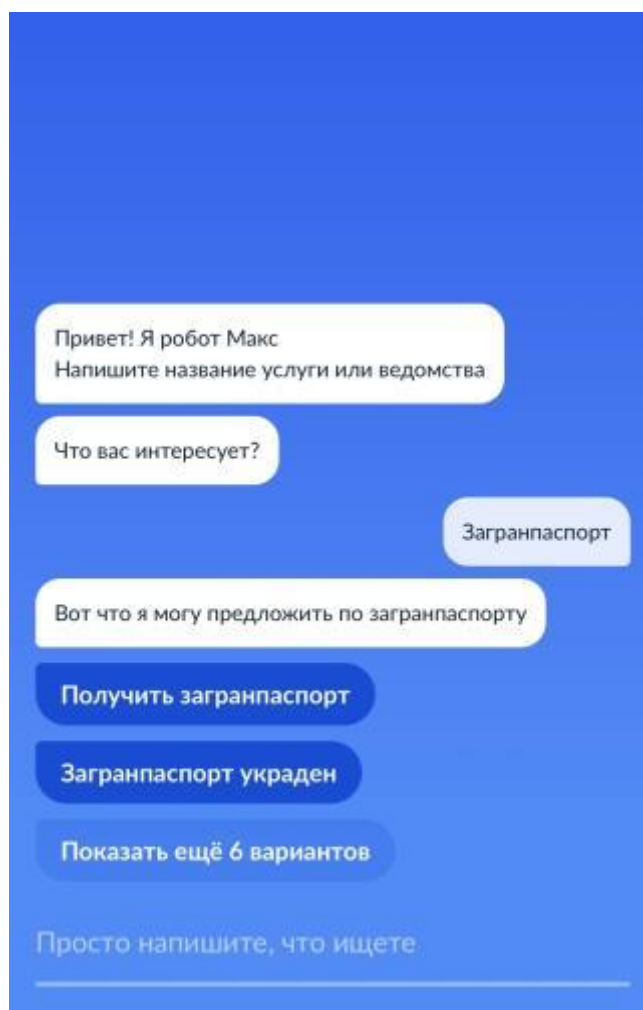 Привет! Я робот Макс
Напишите название услуги или ведомства
Что вас интересует?
Загранпаспорт
Вот что я могу предложить по загранпаспорту
Получить загранпаспорт
Загранпаспорт украден
Показать ещё 6 вариантов
Просто напишите, что ищете